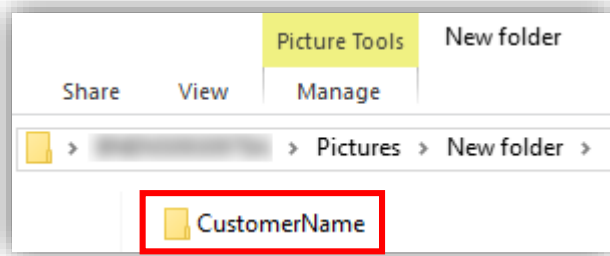 Picture Tools New folder
Share View Manage
> > Pictures > New folder >
CustomerName